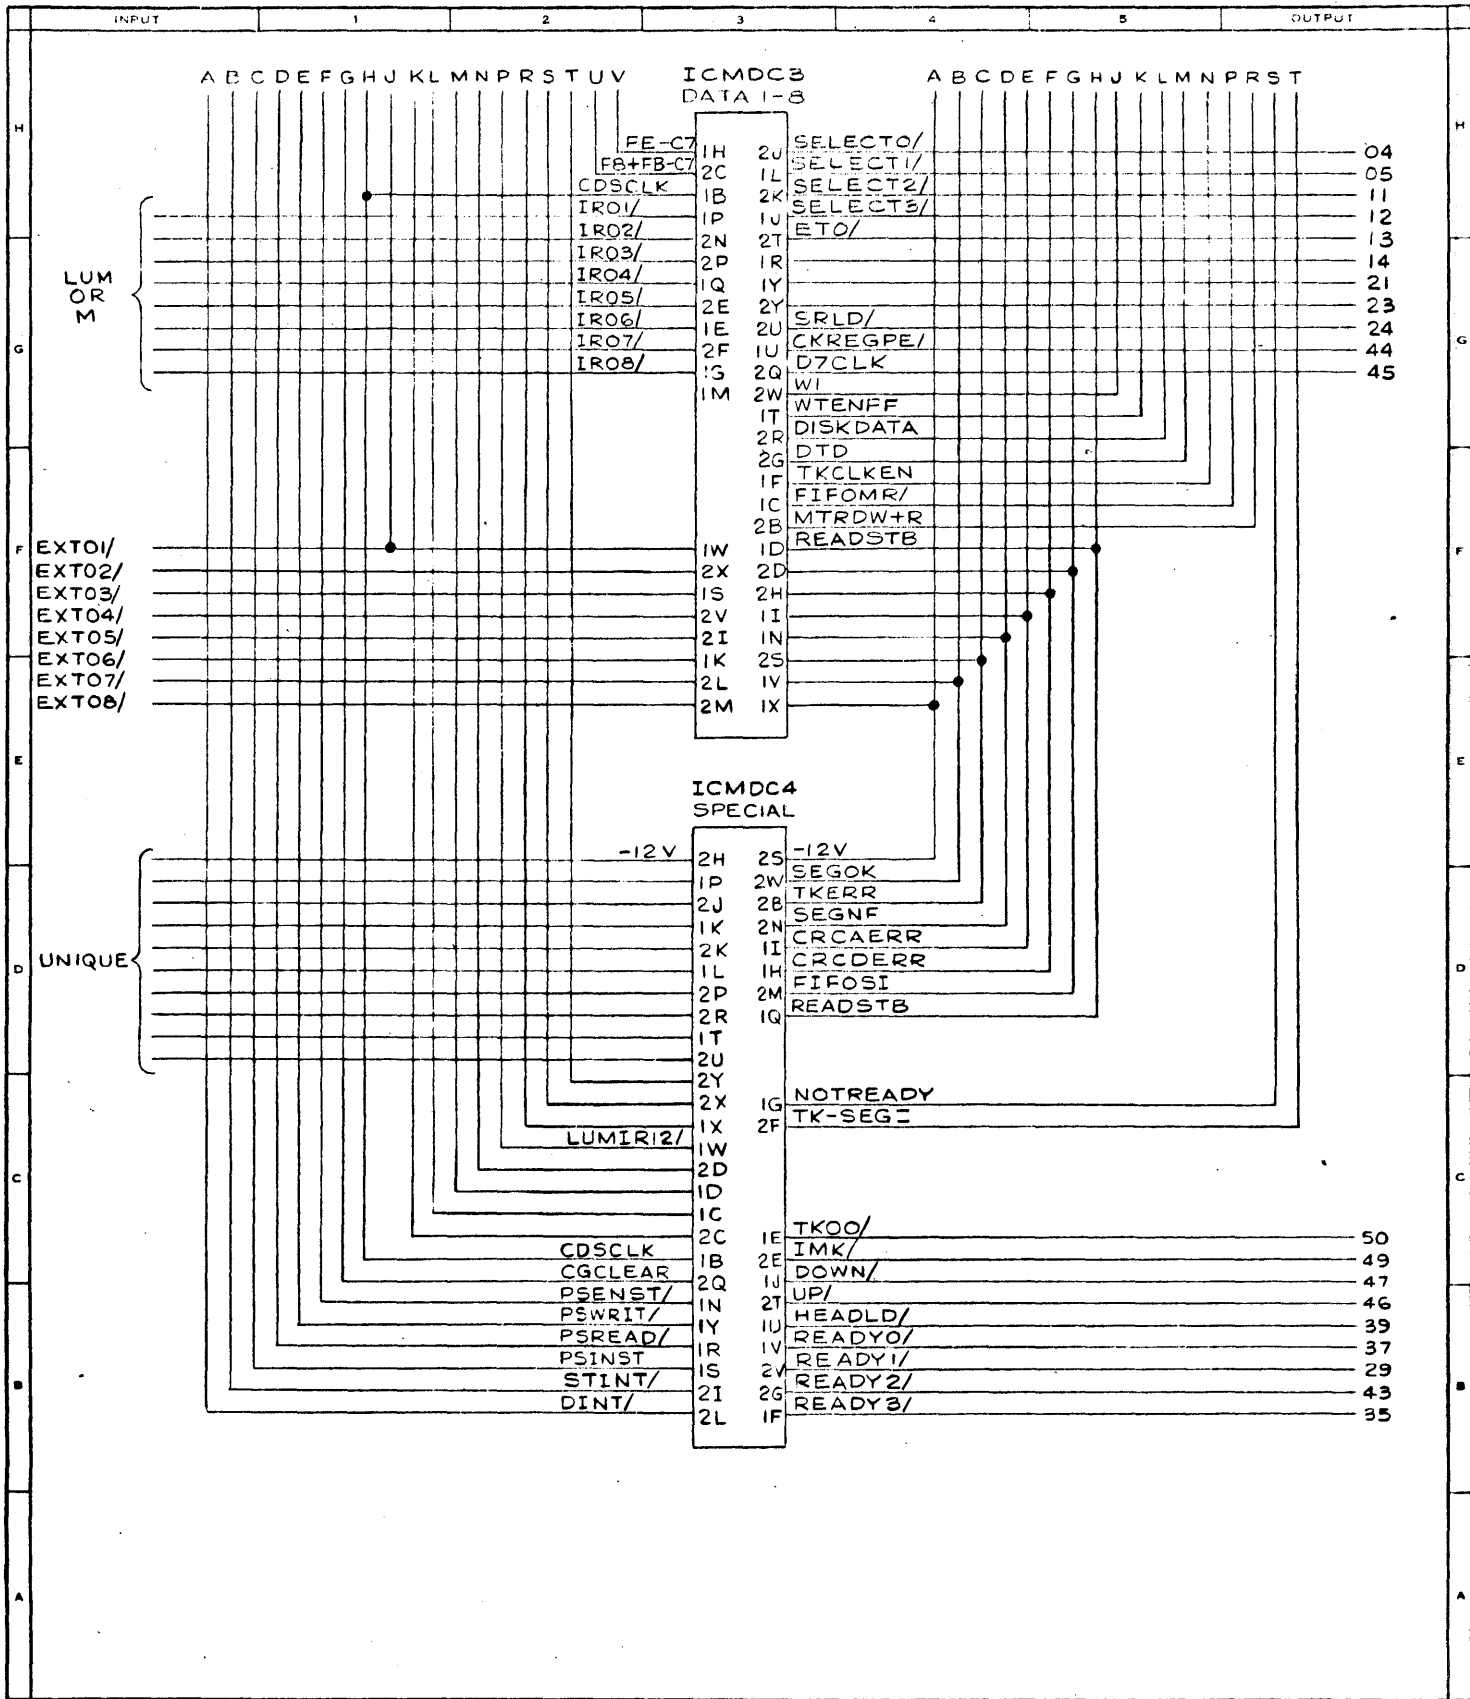 INPUT 1 2 3 4 5 OUTPUT
A B C D E F G H J K L M N P R S T U V ICMDC3 A B C D E F G H J K L M N P R S T
DATA 1-8
H H
FE-C7 1H 2J SELECT0/ 04
F8+FB-C7 2C 1L SELECT1/ 05
CDSCLK 1B 2K SELECT2/ 11
IR01/ 1P 1J SELECT3/ 12
IR02/ 2N 2T ET0/ 13
IR03/ 2P 1R 14
LUM
OR
M
IR04/ 1Q 1Y 21
IR05/ 2E 2Y 23
IR06/ 1E 2U SRLD/ 24
G IR07/ 2F 1U CKREGPE/ 44 G
IR08/ 1G 2Q D7CLK 45
1M 2W WI
1T WTENFF
2R DISKDATA
2G DTD
1F TKCLKEN
1C FIFOMR/
2B MTRDW+R
F EXT01/ 1W 1D READSTB F
EXT02/ 2X 2D
EXT03/ 1S 2H
EXT04/ 2V 1I
EXT05/ 2I 1N
EXT06/ 1K 2S
EXT07/ 2L 1V
EXT08/ 2M 1X
E E
ICMDC4
SPECIAL
-12V 2H 2S -12V
1P 2W SEGOK
2J 2B TKERR
1K 2N SEGNF
2K 1I CRCAERR
D UNIQUE 1L 1H CRCDERR D
2P 2M FIFOSI
2R 1Q READSTB
1T
2U
2Y
2X 1G NOTREADY
1X 2F TK-SEG=
LUMIR12/ 1W
2D
C 1D C
1C
2C 1E TK00/ 50
CDSCLK 1B 2E IMK/ 49
CGCLEAR 2Q 1J DOWN/ 47
PSENST/ 1N 2T UP/ 46
PSWRIT/ 1Y 1U HEADLD/ 39
PSREAD/ 1R 1V READY0/ 37
PSINST 1S 2V READY1/ 29
B STINT/ 2I 2G READY2/ 43 B
DINT/ 2L 1F READY3/ 35
A A